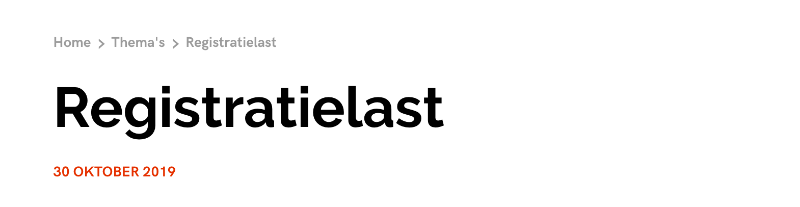 Home > Thema's > Registratielast
Registratielast
30 OKTOBER 2019